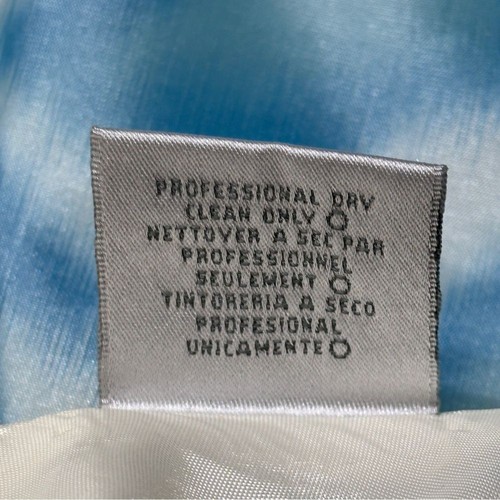 PROFESSIONAL DRY
CLEAN ONLY
NETTOYER A SEC PAR
PROFESSIONNEL
SEULEMENT
TINTORERIA A SECO
PROFESIONAL
UNICAMENTE